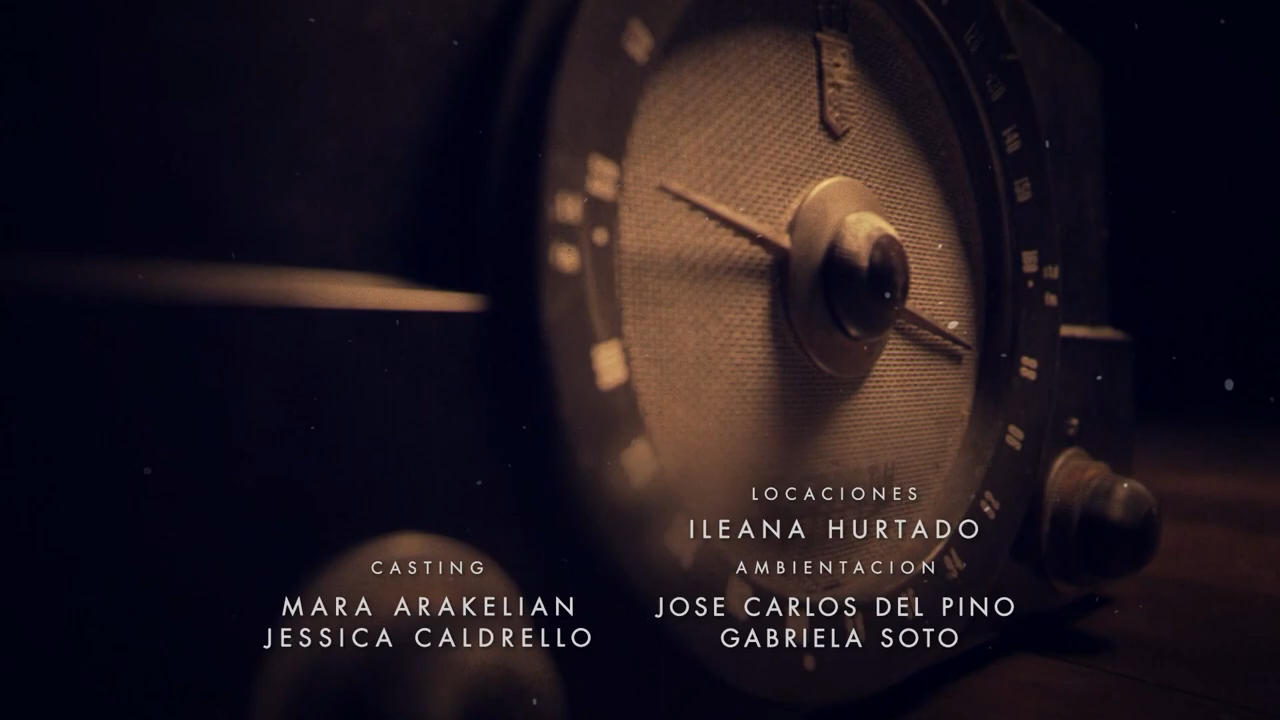 LOCACIONES
ILEANA HURTADO
CASTING
MARA ARAKELIAN
JESSICA CALDRELLO
AMBIENTACION
JOSE CARLOS DEL PINO
GABRIELA SOTO